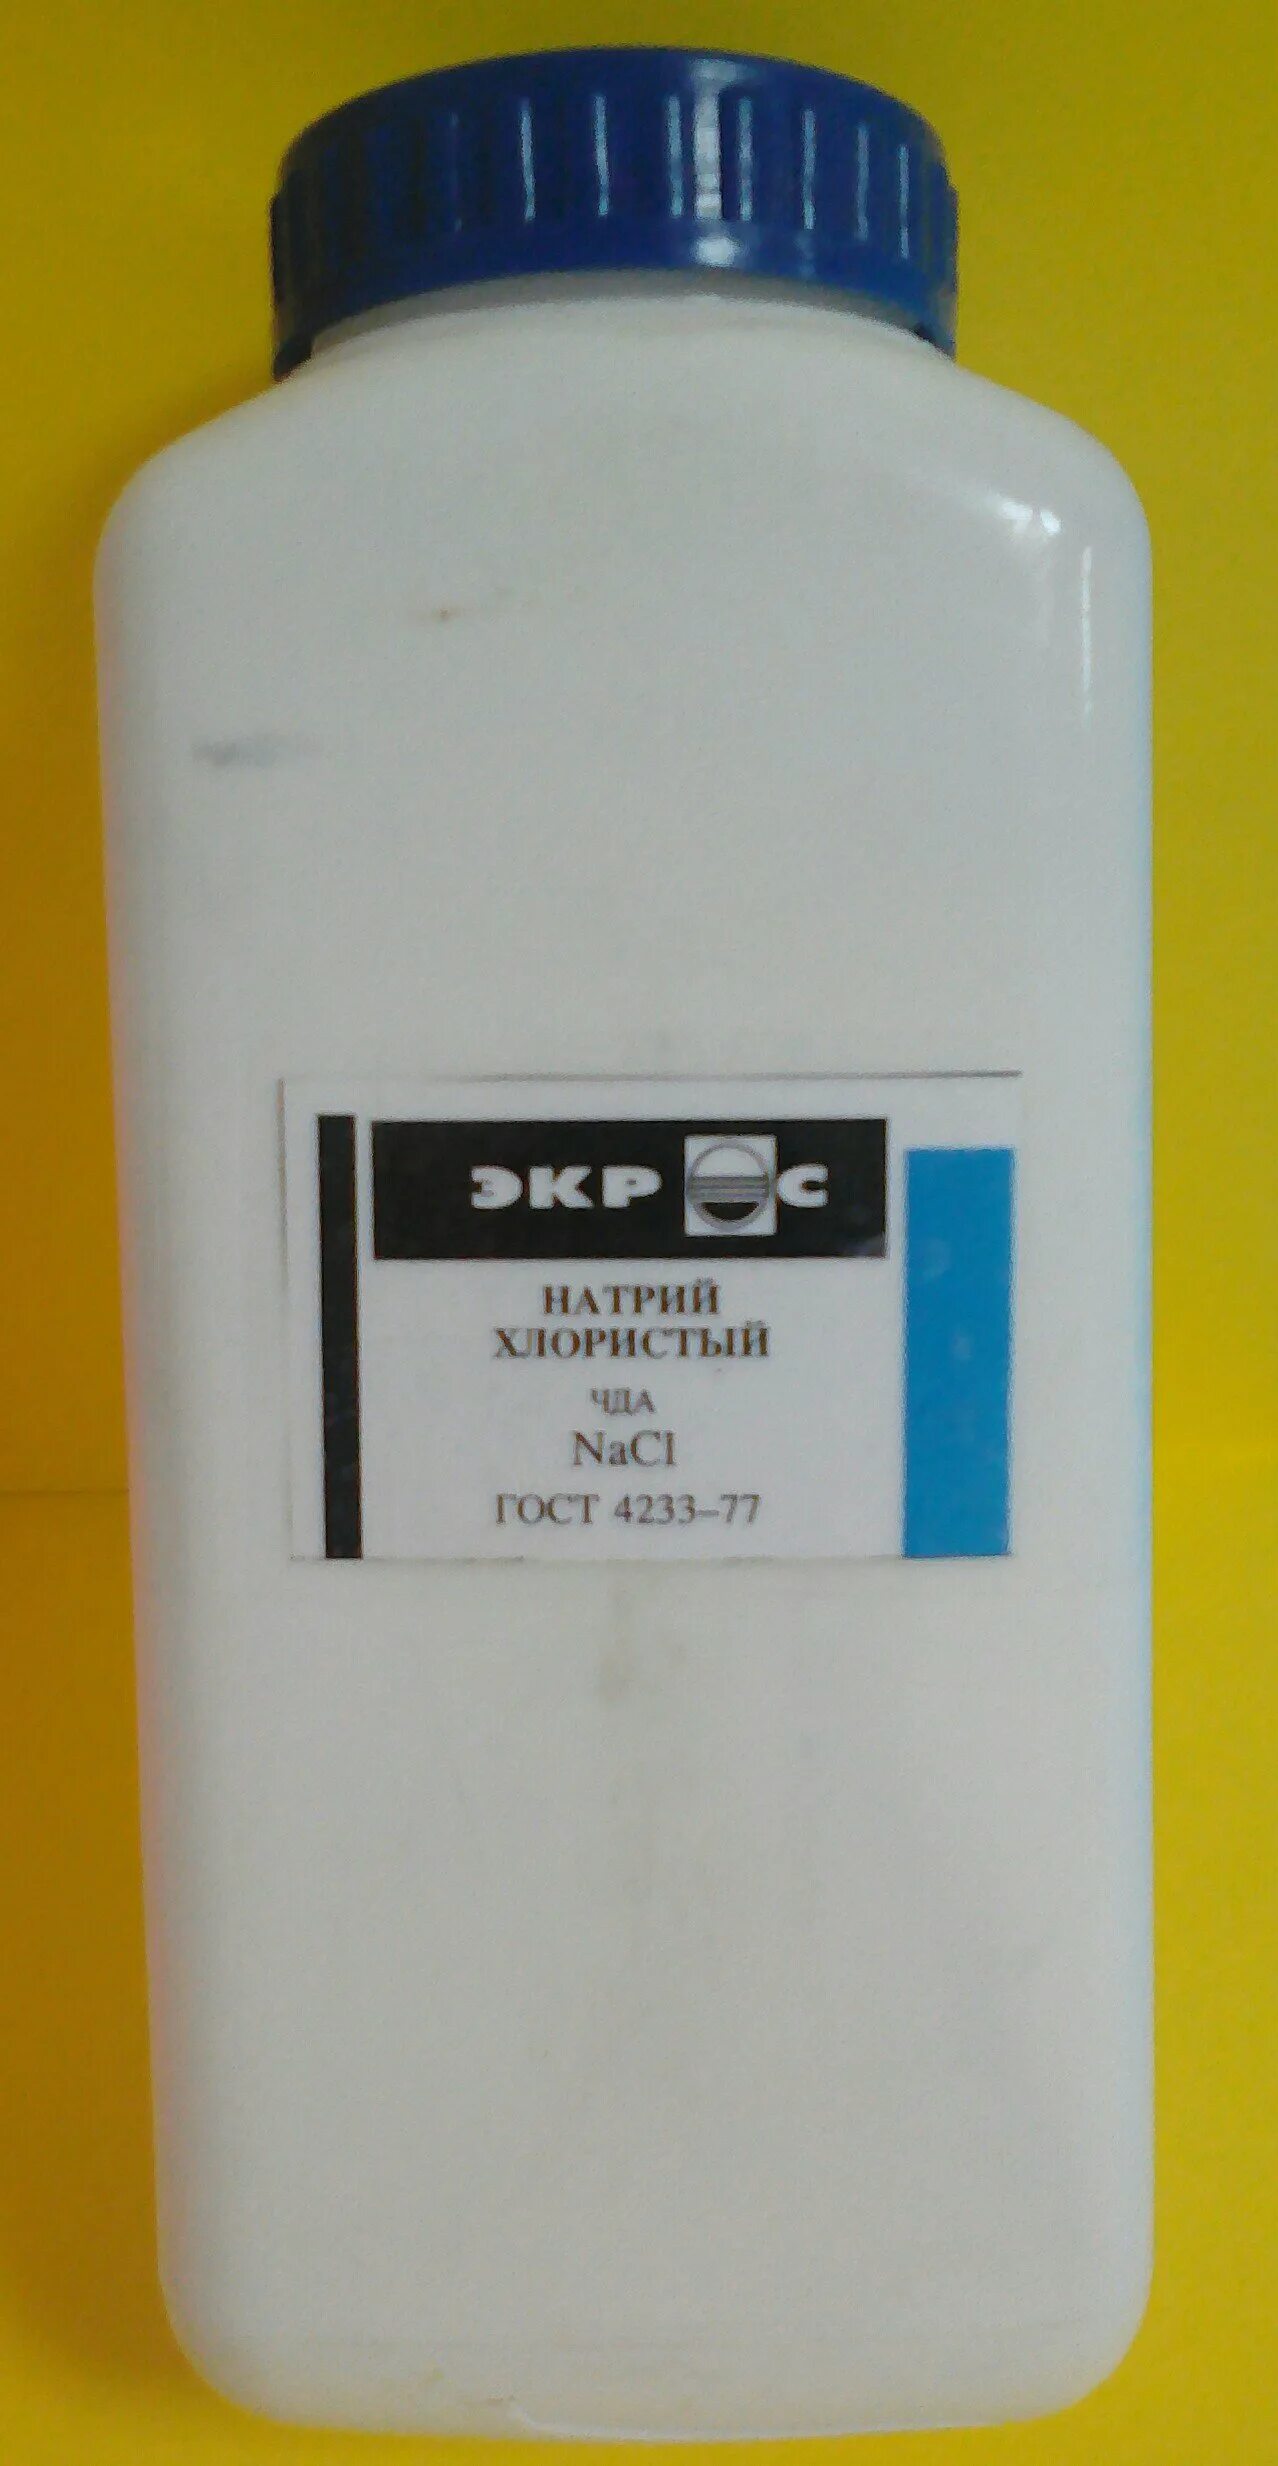 ЭКРОС
НАТРИЙ
ХЛОРИСТЫЙ
ЧДА
NaCl
ГОСТ 4233–77